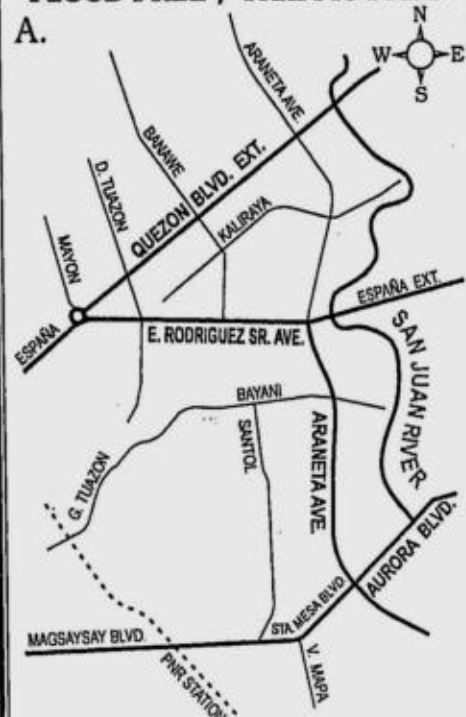 A.
N
W E
S
ARANETA AVE.
BANAWE
D. TUAZON
QUEZON BLVD. EXT.
KALIRAYA
MAYON
ESPAÑA EXT.
ESPAÑA
E. RODRIGUEZ SR. AVE.
SAN JUAN RIVER
BAYANI
SANTOL
ARANETA AVE.
G. TUAZON
AURORA BLVD.
STA. MESA BLVD.
MAGSAYSAY BLVD.
PNR STATION
V. MAPA